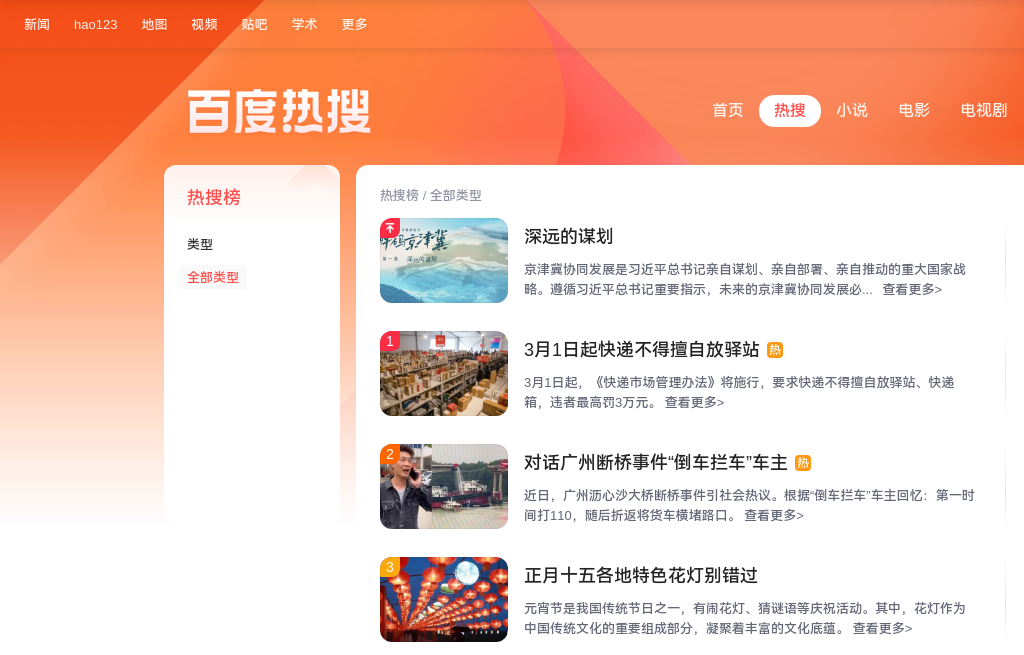 新闻 hao123 地图 视频 贴吧 学术 更多
百度热搜
首页 热搜 小说 电影 电视剧
热搜榜
类型
全部类型
热搜榜 / 全部类型
深远的谋划
京津冀协同发展是习近平总书记亲自谋划、亲自部署、亲自推动的重大国家战
略。遵循习近平总书记重要指示，未来的京津冀协同发展必... 查看更多>
1
3月1日起快递不得擅自放驿站 热
3月1日起，《快递市场管理办法》将施行，要求快递不得擅自放驿站、快递
箱，违者最高罚3万元。 查看更多>
2
对话广州断桥事件“倒车拦车”车主 热
近日，广州沥心沙大桥断桥事件引社会热议。根据“倒车拦车”车主回忆：第一时
间打110，随后折返将货车横堵路口。 查看更多>
3
正月十五各地特色花灯别错过
元宵节是我国传统节日之一，有闹花灯、猜谜语等庆祝活动。其中，花灯作为
中国传统文化的重要组成部分，凝聚着丰富的文化底蕴。 查看更多>